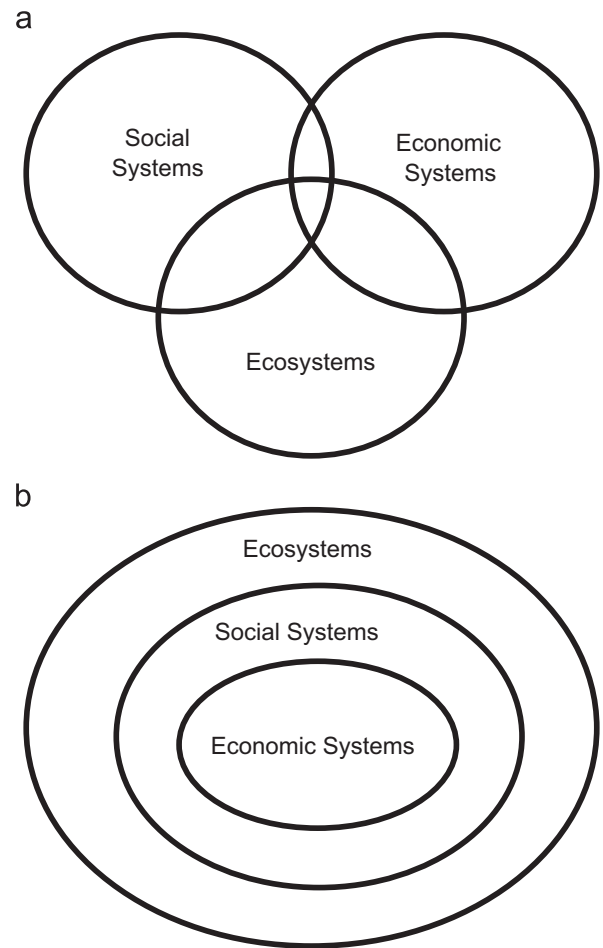 a
Social
Systems
Economic
Systems
Ecosystems
b
Ecosystems
Social Systems
Economic Systems